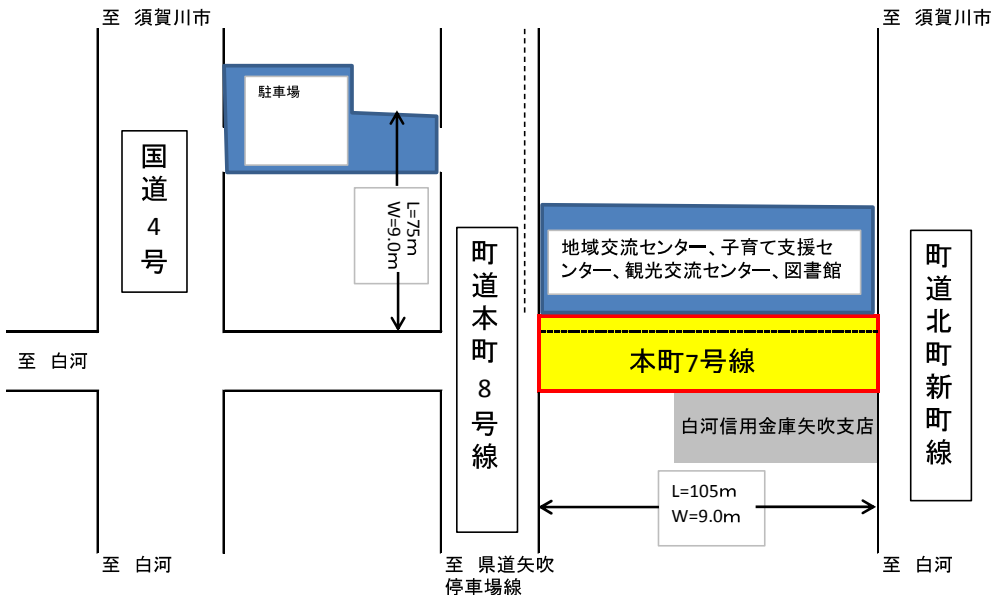 至　須賀川市
至　須賀川市
駐車場
国道4号
L=75m
W=9.0m
町道本町8号線
地域交流センター、子育て支援セ
ンター、観光交流センター、図書館
町道北町新町線
至　白河
本町7号線
白河信用金庫矢吹支店
L=105m
W=9.0m
至　白河
至　県道矢吹
停車場線
至　白河